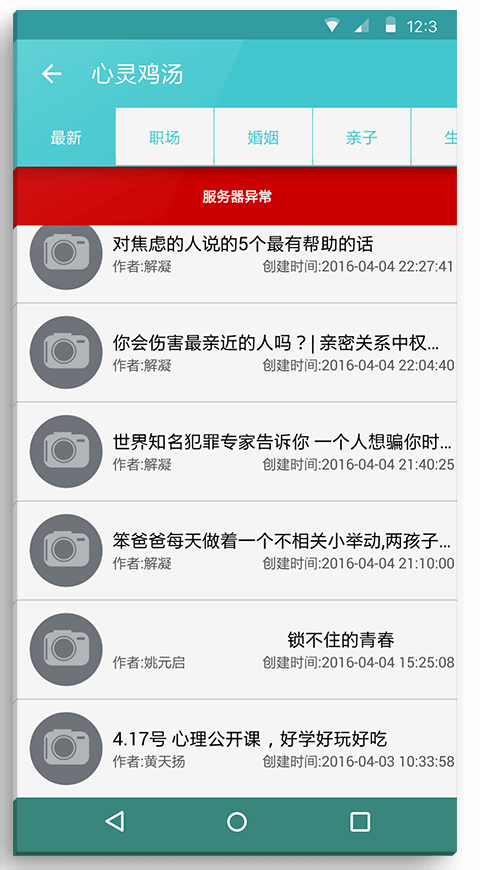 12:3
心灵鸡汤
最新 职场 婚姻 亲子 生
服务器异常
对焦虑的人说的5个最有帮助的话
作者:解凝 创建时间:2016-04-04 22:27:41
你会伤害最亲近的人吗？| 亲密关系中权...
作者:解凝 创建时间:2016-04-04 22:04:40
世界知名犯罪专家告诉你 一个人想骗你时...
作者:解凝 创建时间:2016-04-04 21:40:25
笨爸爸每天做着一个不相关小举动,两孩子...
作者:解凝 创建时间:2016-04-04 21:10:00
锁不住的青春
作者:姚元启 创建时间:2016-04-04 15:25:08
4.17号 心理公开课，好学好玩好吃
作者:黄天扬 创建时间:2016-04-03 10:33:58